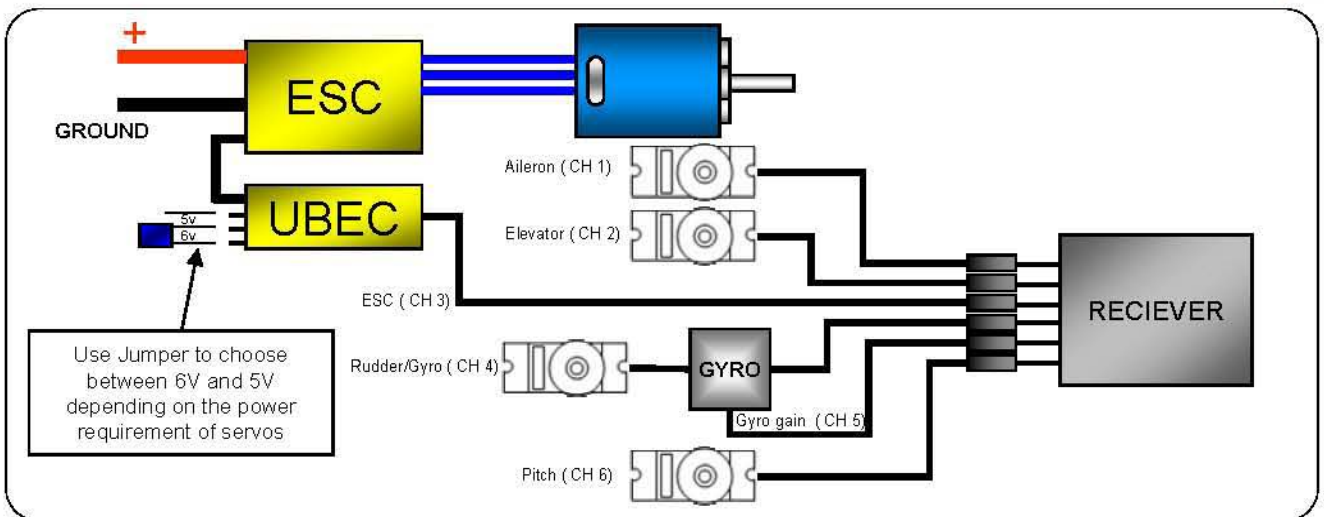 +
ESC
GROUND
Aileron ( CH 1)
UBEC
5v
6v
Elevator ( CH 2)
ESC ( CH 3)
RECIEVER
Use Jumper to choose
between 6V and 5V
depending on the power
requirement of servos
Rudder/Gyro ( CH 4)
GYRO
Gyro gain ( CH 5)
Pitch ( CH 6)